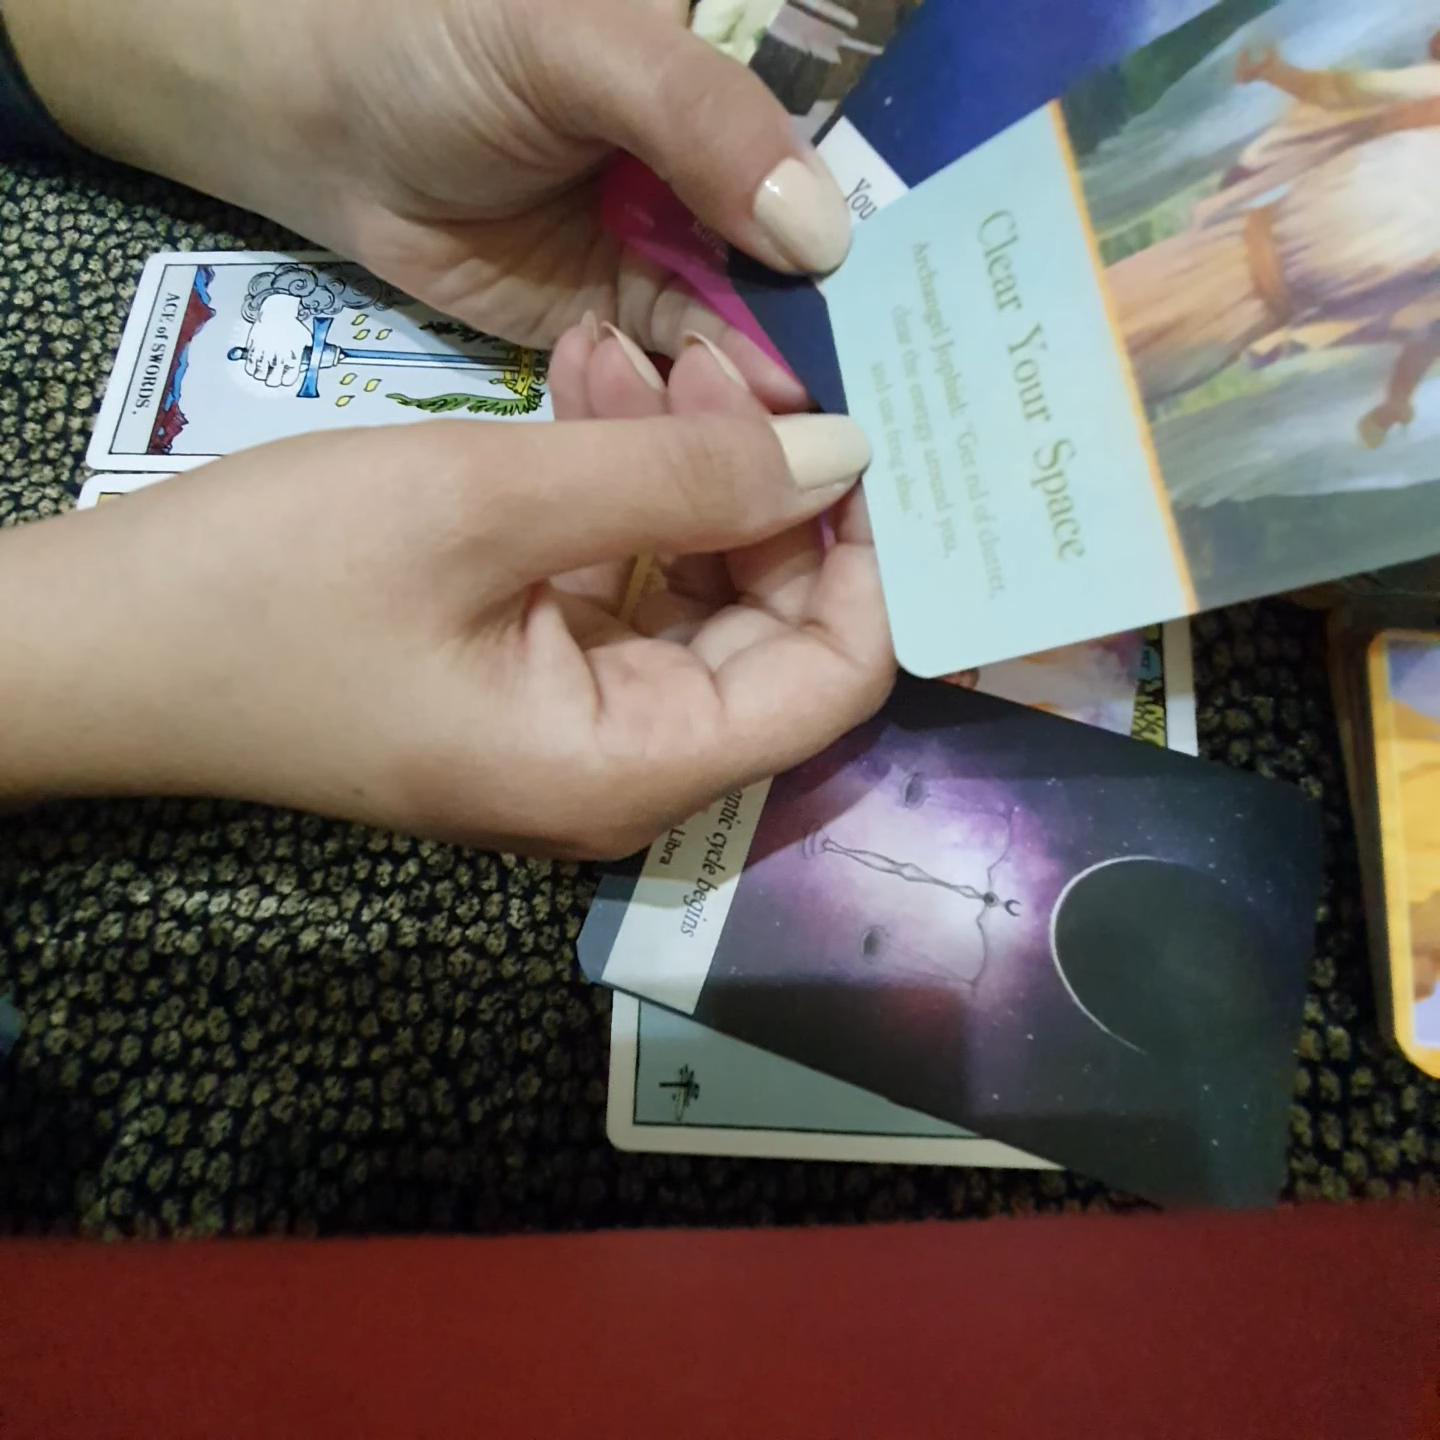 ACE of SWORDS.
You
Clear Your Space
Archangel Jophiel: "Get rid of clutter,
clear the energy around you,
and use feng shui."
cycle begins
Libra